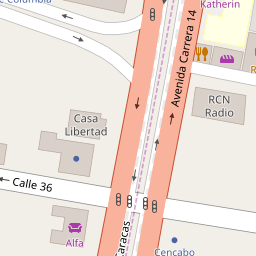 Columbia
Katherin
Avenida Carrera 14
RCN
Radio
Casa
Libertad
Calle 36
Alfa
Caracas
Cencabo